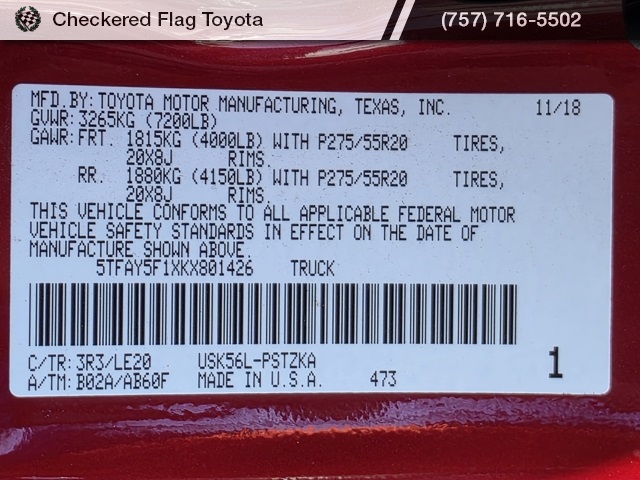 Checkered Flag Toyota
(757) 716-5502
MFD.BY: TOYOTA MOTOR MANUFACTURING, TEXAS, INC. 11/18
GVWR: 3265KG (7200LB)
GAWR: FRT. 1815KG (4000LB) WITH P275/55R20 TIRES,
20X8J RIMS.
RR. 1880KG (4150LB) WITH P275/55R20 TIRES,
20X8J RIMS.
THIS VEHICLE CONFORMS TO ALL APPLICABLE FEDERAL MOTOR
VEHICLE SAFETY STANDARDS IN EFFECT ON THE DATE OF
MANUFACTURE SHOWN ABOVE.
5TFAY5F1XKX801426 TRUCK
C/TR: 3R3/LE20 USK56L-PSTZKA
A/TM: B02A/AB60F MADE IN U.S.A. 473
1